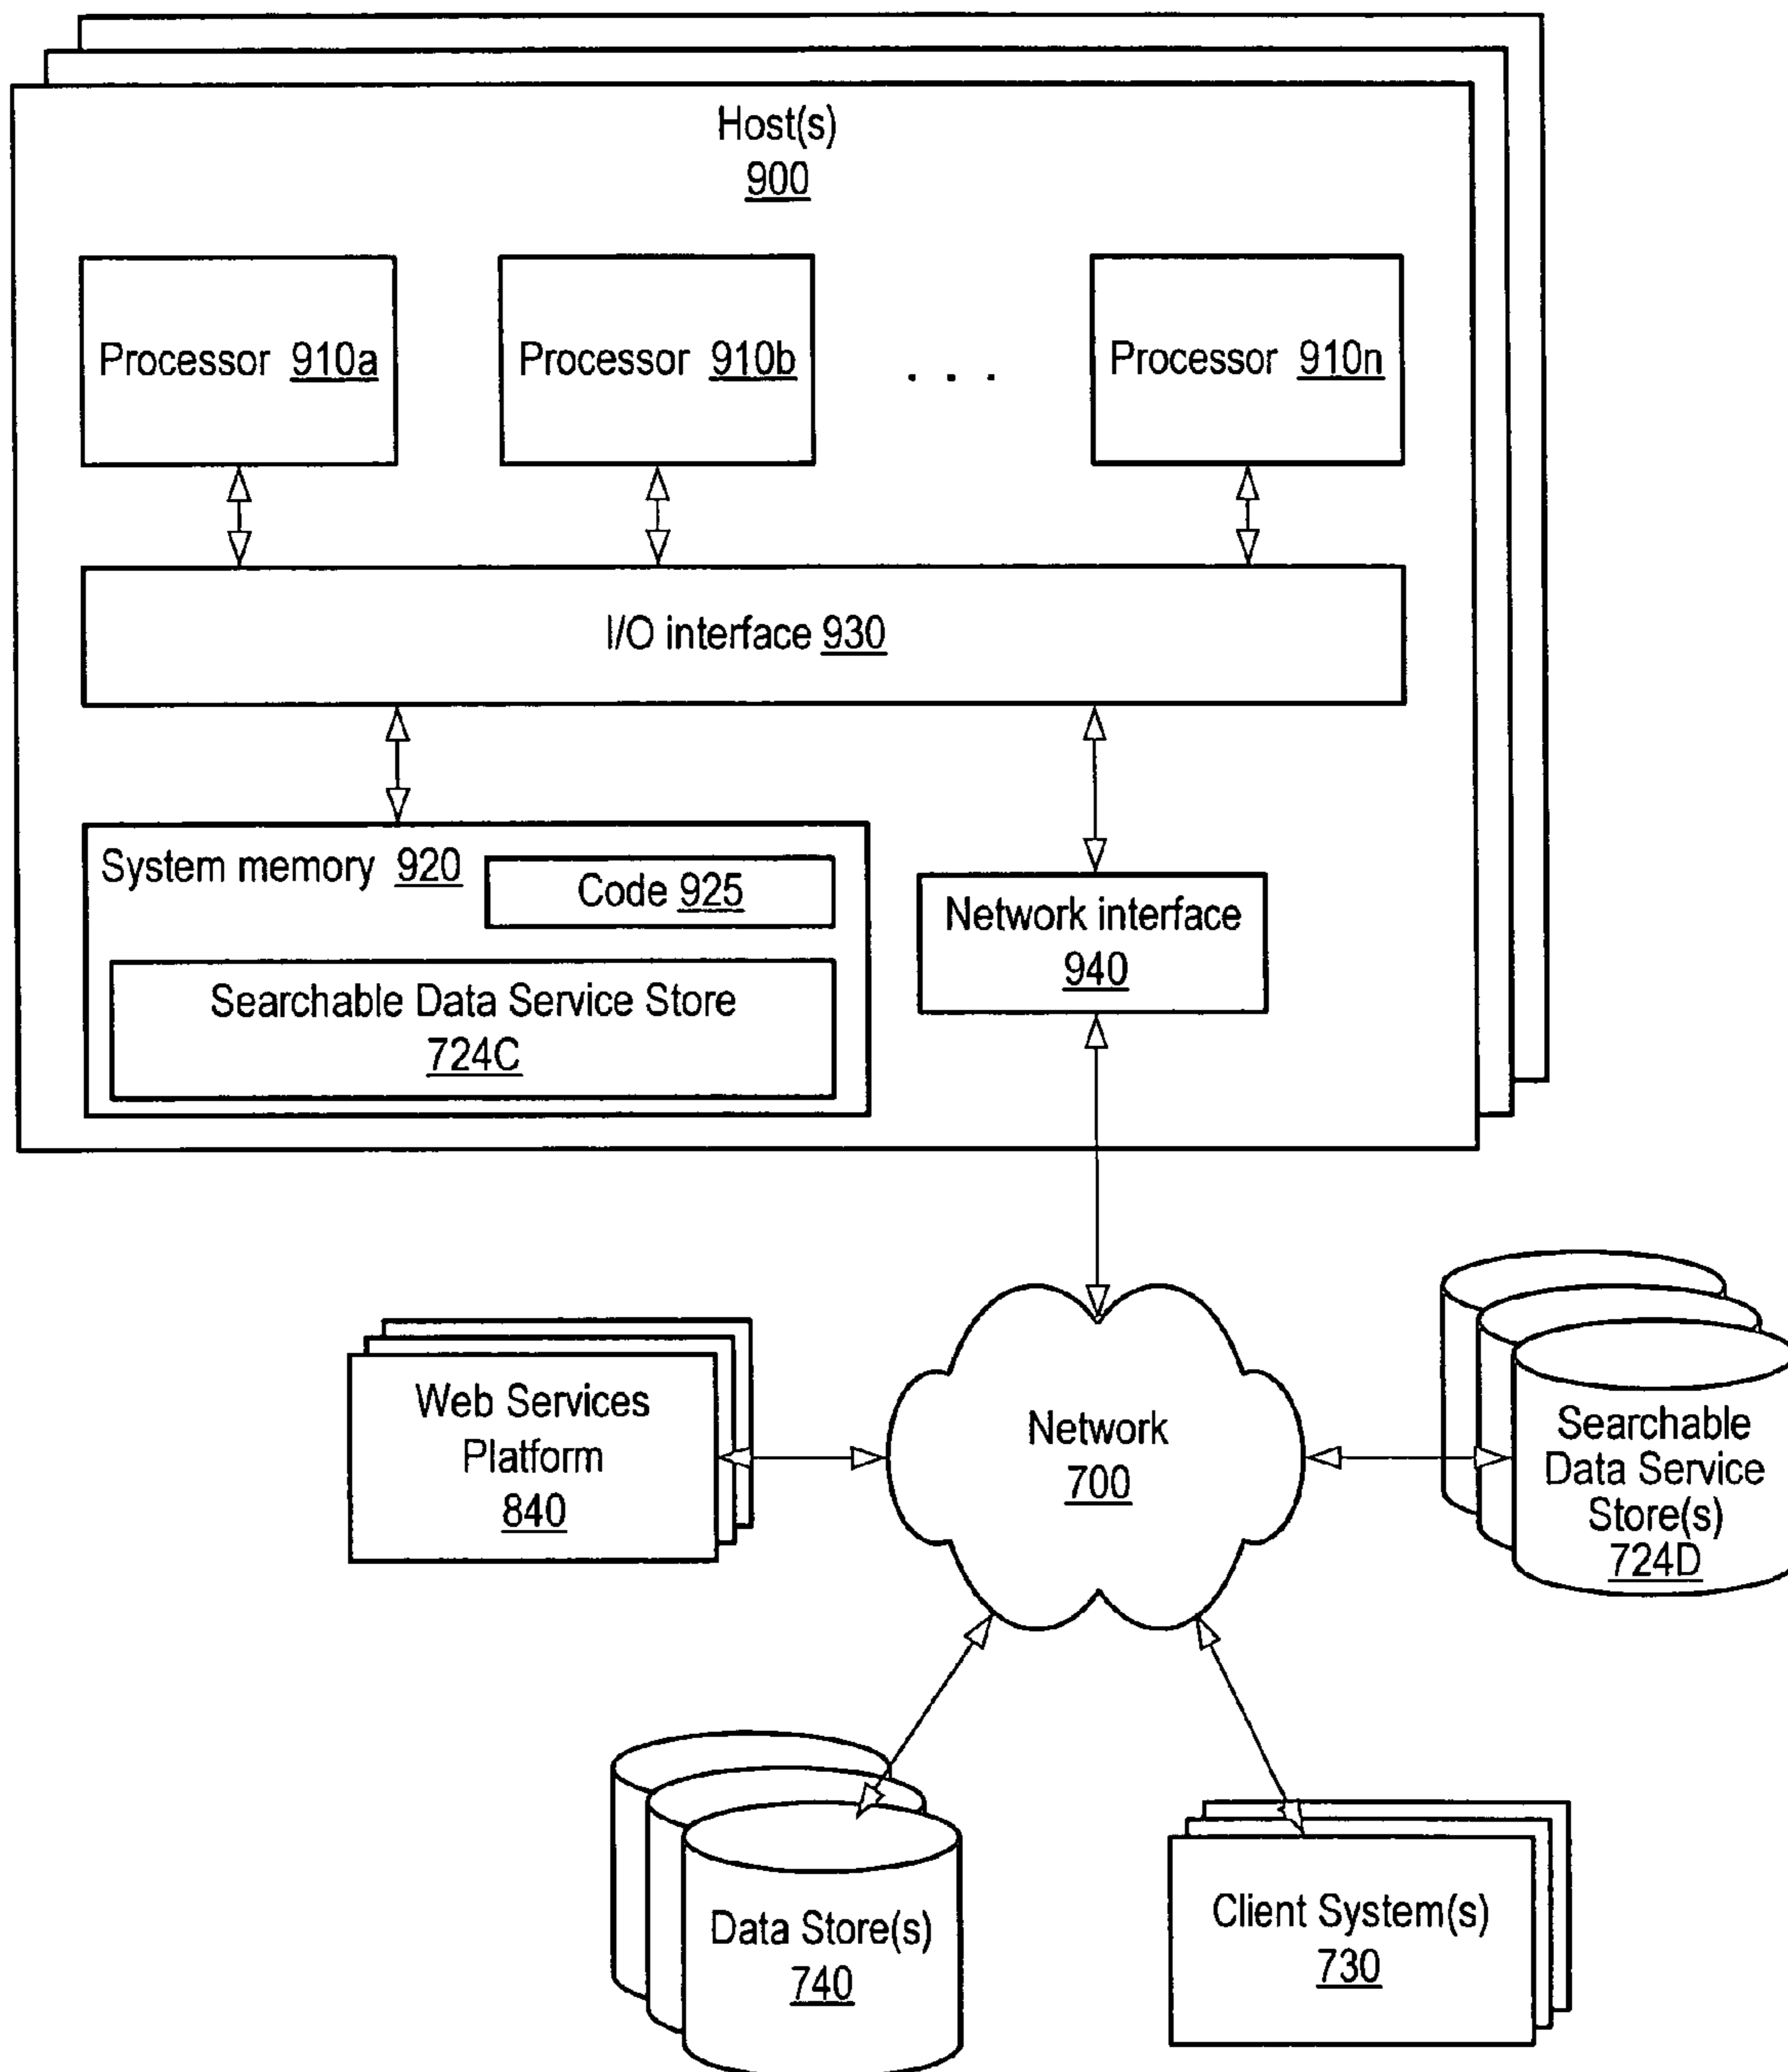 Host(s)
900
Processor 910a
Processor 910b
. . .
Processor 910n
I/O interface 930
System memory 920
Code 925
Searchable Data Service Store
724C
Network interface
940
Web Services
Platform
840
Network
700
Searchable
Data Service
Store(s)
724D
Data Store(s)
740
Client System(s)
730